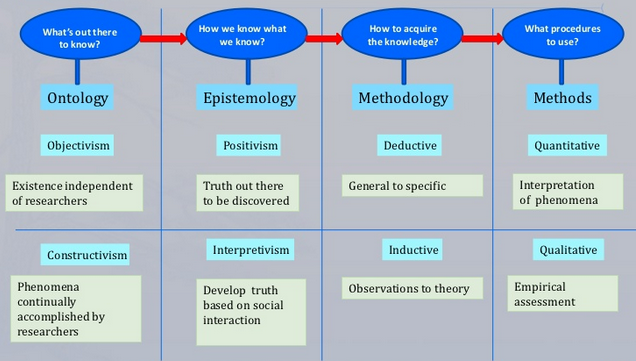 What's out there
to know?
How we know what
we know?
How to acquire
the knowledge?
What procedures
to use?
Ontology
Epistemology
Methodology
Methods
Objectivism
Positivism
Deductive
Quantitative
Existence independent
of researchers
Truth out there
to be discovered
General to specific
Interpretation
of phenomena
Constructivism
Interpretivism
Inductive
Qualitative
Phenomena
continually
accomplished by
researchers
Develop truth
based on social
interaction
Observations to theory
Empirical
assessment